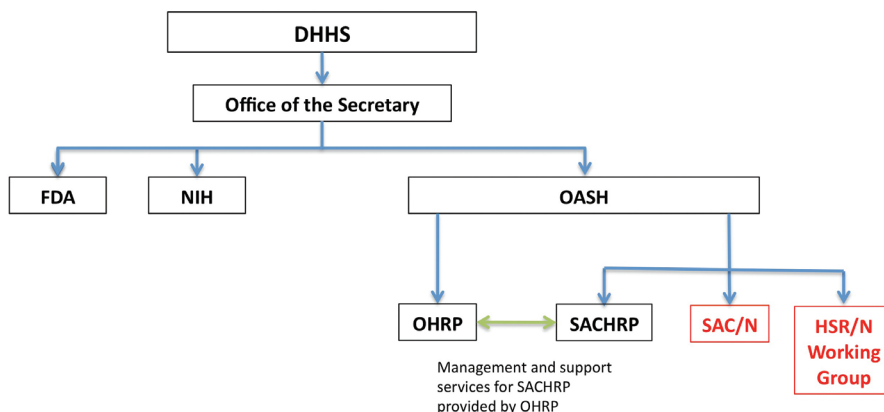 DHHS
Office of the Secretary
FDA
NIH
OASH
OHRP
SACHRP
SAC/N
HSR/N
Working
Group
Management and support
services for SACHRP
provided by OHRP